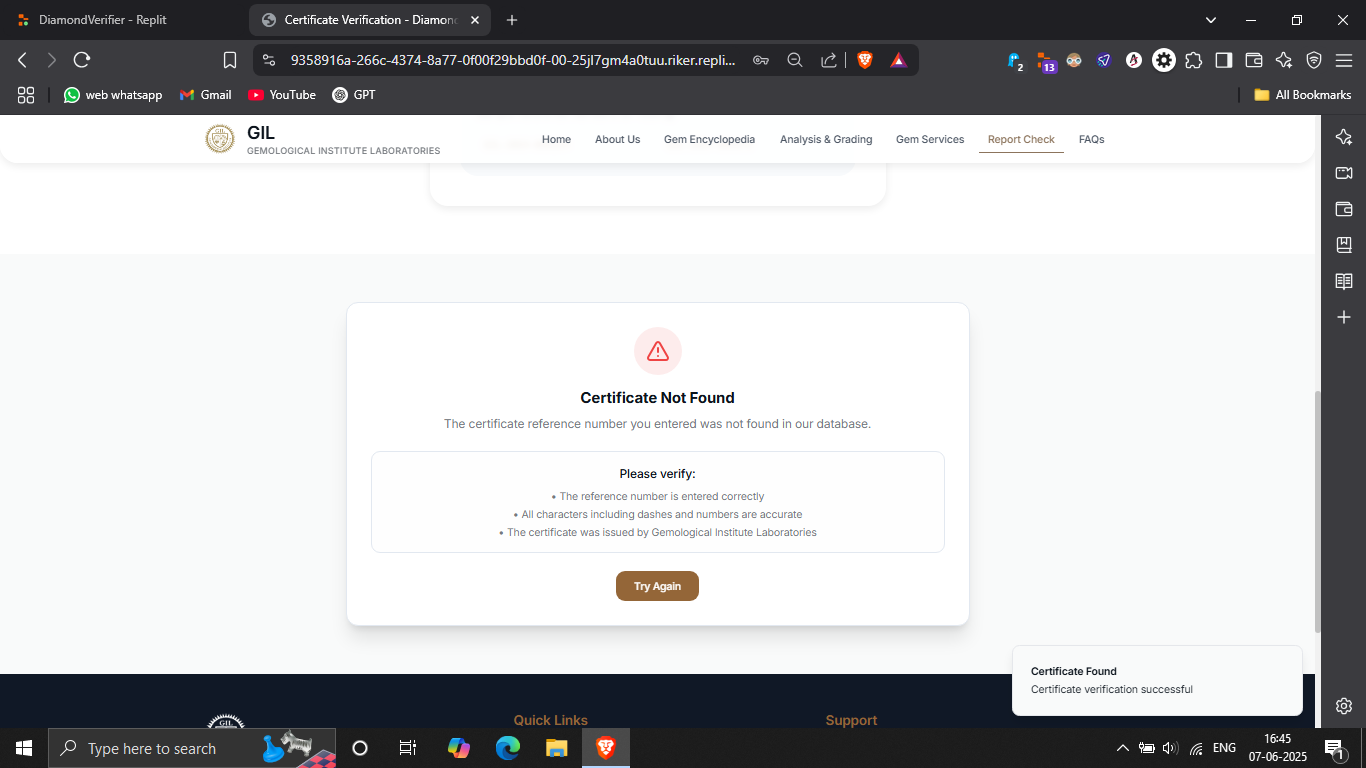 DiamondVerifier - Replit
Certificate Verification - Diamond
9358916a-266c-4374-8a77-0f00f29bbd0f-00-25jl7gm4a0tuu.riker.repli...
2
13
web whatsapp
Gmail
YouTube
GPT
All Bookmarks
GIL
GEMOLOGICAL INSTITUTE LABORATORIES
Home
About Us
Gem Encyclopedia
Analysis & Grading
Gem Services
Report Check
FAQs
Certificate Not Found
The certificate reference number you entered was not found in our database.
Please verify:
• The reference number is entered correctly
• All characters including dashes and numbers are accurate
• The certificate was issued by Gemological Institute Laboratories
Try Again
Certificate Found
Certificate verification successful
GIL
Quick Links
Support
Type here to search
ENG
16:45
07-06-2025
1